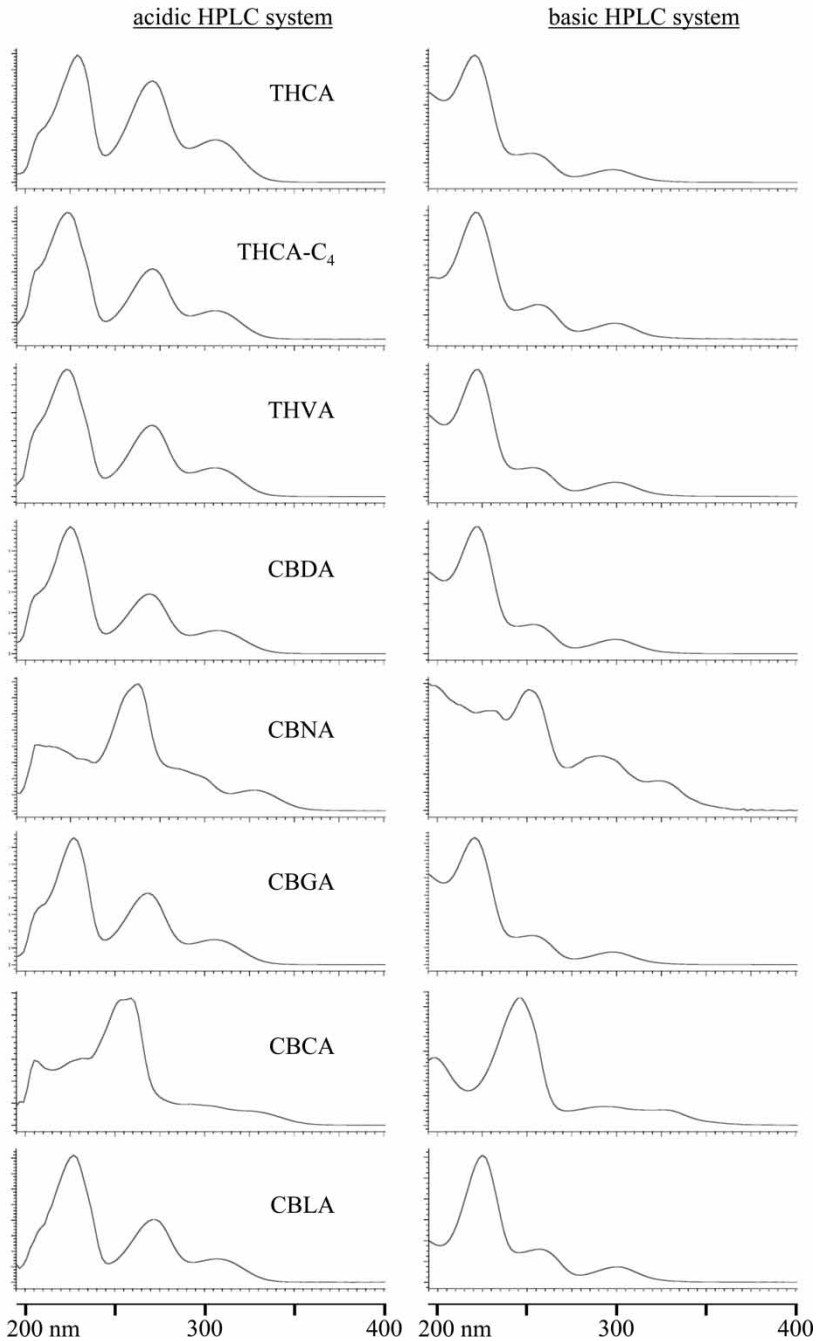 acidic HPLC system basic HPLC system
THCA
THCA-C₄
THVA
CBDA
CBNA
CBGA
CBCA
CBLA
200 nm 300 400 200 nm 300 400